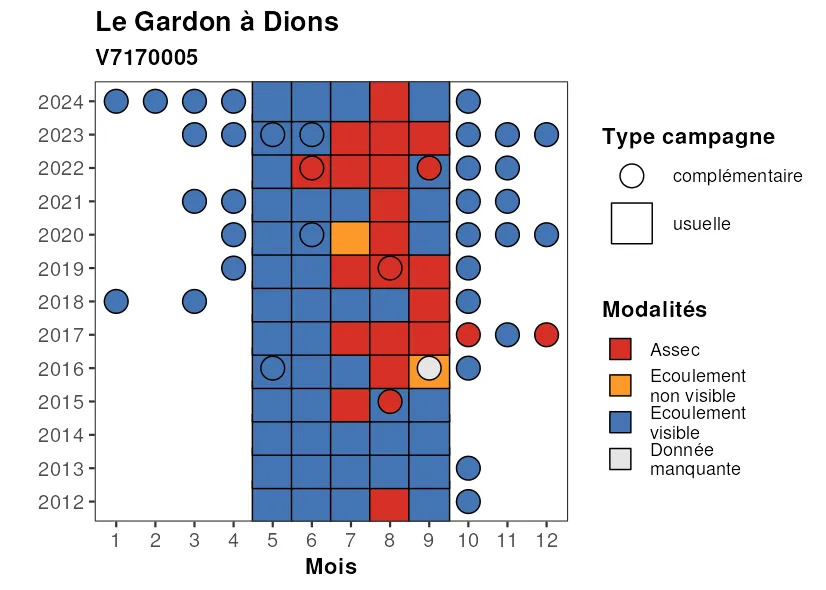 Le Gardon à Dions
V7170005
2024
2023
2022
2021
2020
2019
2018
2017
2016
2015
2014
2013
2012
1 2 3 4 5 6 7 8 9 10 11 12
Mois
Type campagne
complémentaire
usuelle
Modalités
Assec
Ecoulement
non visible
Ecoulement
visible
Donnée
manquante